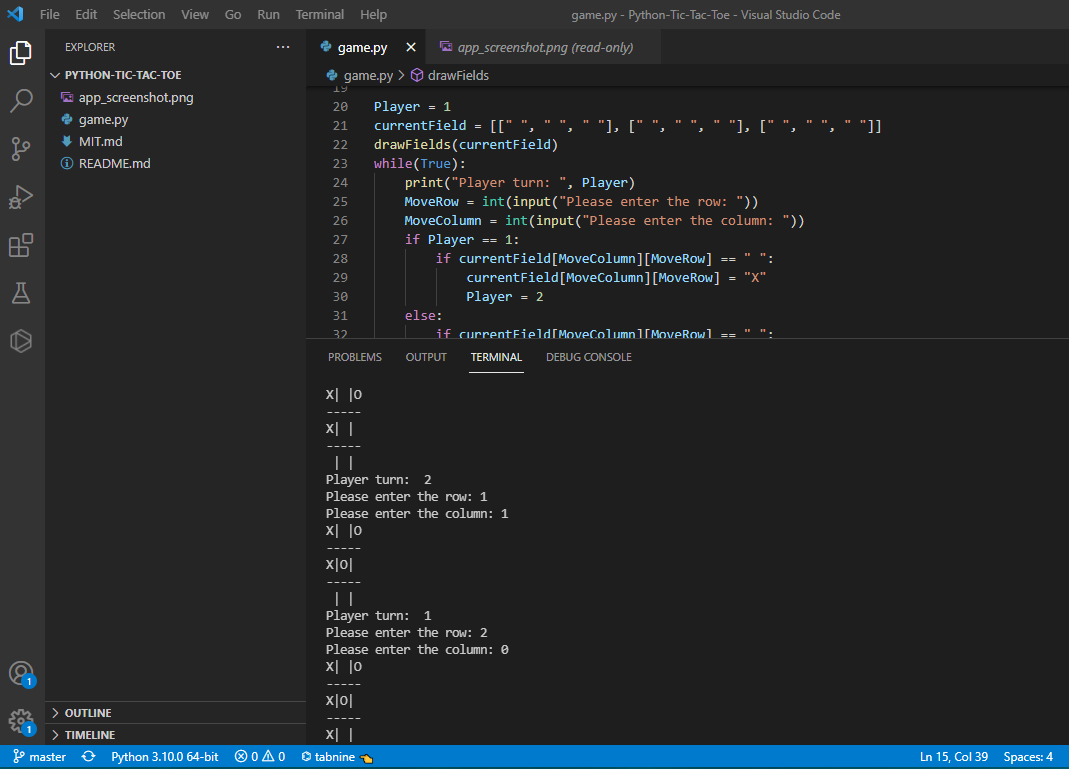 File Edit Selection View Go Run Terminal Help game.py - Python-Tic-Tac-Toe - Visual Studio Code
EXPLORER ···
PYTHON-TIC-TAC-TOE
app_screenshot.png
game.py
MIT.md
README.md
OUTLINE
TIMELINE
1
1
game.py app_screenshot.png (read-only)
game.py > drawFields
19
20 Player = 1
21 currentField = [[" ", " ", " "], [" ", " ", " "], [" ", " ", " "]]
22 drawFields(currentField)
23 while(True):
24 print("Player turn: ", Player)
25 MoveRow = int(input("Please enter the row: "))
26 MoveColumn = int(input("Please enter the column: "))
27 if Player == 1:
28 if currentField[MoveColumn][MoveRow] == " ":
29 currentField[MoveColumn][MoveRow] = "X"
30 Player = 2
31 else:
32 if currentField[MoveColumn][MoveRow] == " ":
PROBLEMS OUTPUT TERMINAL DEBUG CONSOLE
X| |O
-----
X| |
-----
 | |
Player turn:  2
Please enter the row: 1
Please enter the column: 1
X| |O
-----
X|O|
-----
 | |
Player turn:  1
Please enter the row: 2
Please enter the column: 0
X| |O
-----
X|O|
-----
X| |
master Python 3.10.0 64-bit 0 0 tabnine Ln 15, Col 39 Spaces: 4